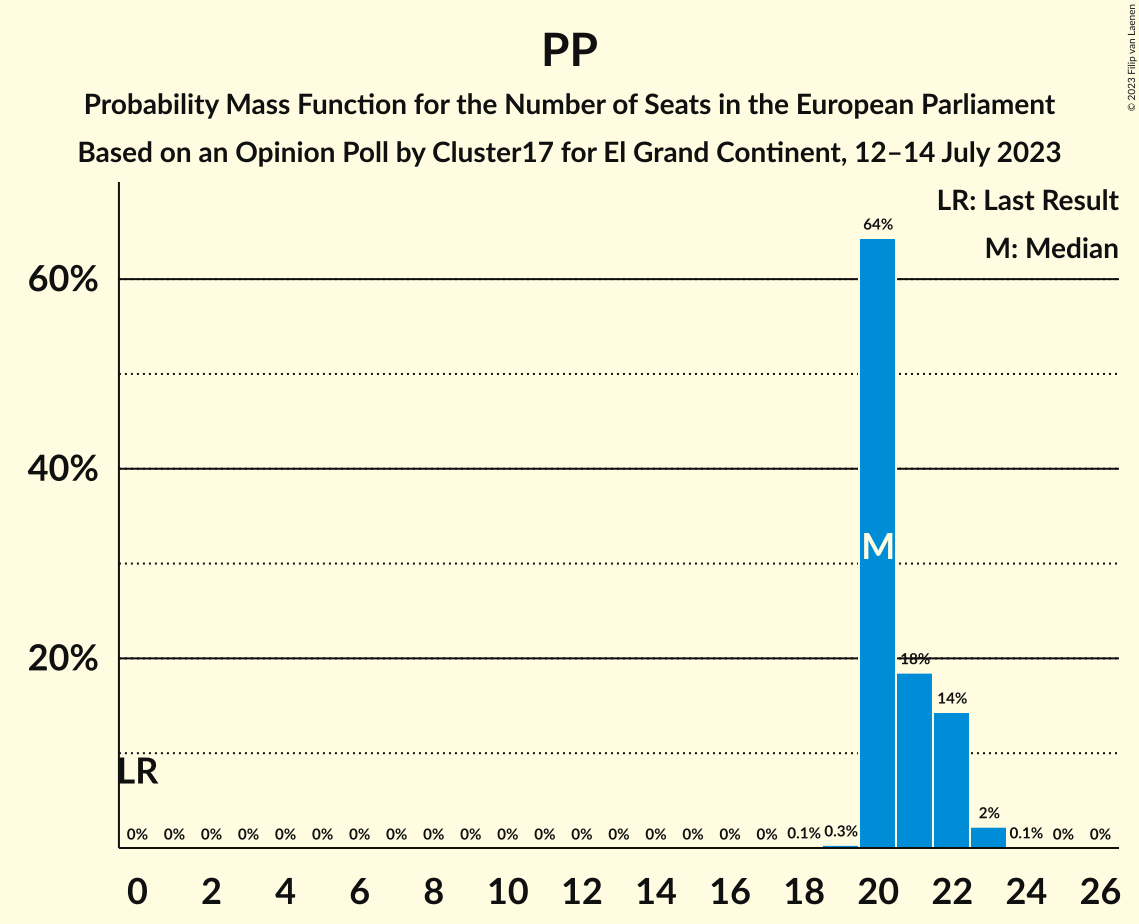 PP
Probability Mass Function for the Number of Seats in the European Parliament
Based on an Opinion Poll by Cluster17 for El Grand Continent, 12–14 July 2023
© 2023 Filip van Laenen
LR: Last Result
M: Median
60%
40%
20%
64%
M
18%
14%
LR
0% 0% 0% 0% 0% 0% 0% 0% 0% 0% 0% 0% 0% 0% 0% 0% 0% 0% 0.1% 0.3% 2% 0.1% 0% 0%
0 2 4 6 8 10 12 14 16 18 20 22 24 26